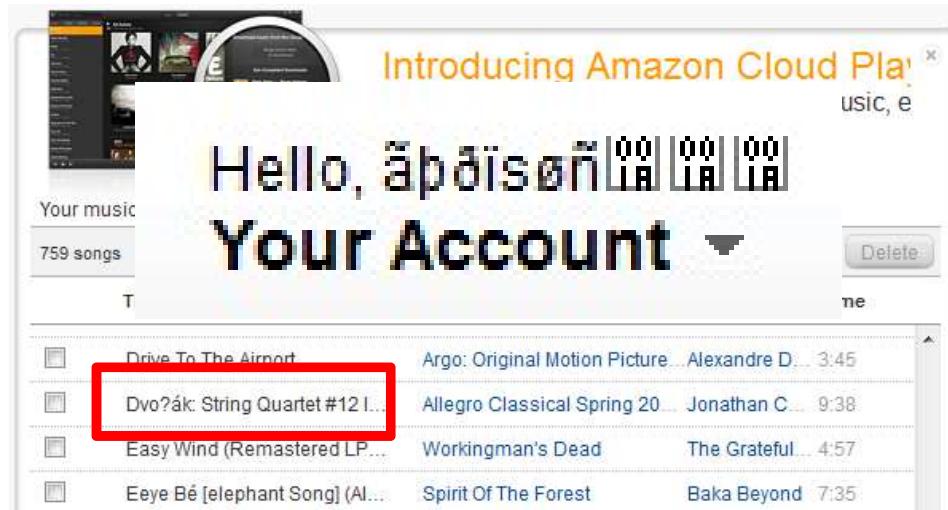 Introducing Amazon Cloud Play
usic, e
Hello, ãþðïsøñ
Your Account
Your music
759 songs
Delete
T
me
Drive To The Airport Argo: Original Motion Picture... Alexandre D... 3:45
Dvo?ák: String Quartet #12 I... Allegro Classical Spring 20... Jonathan C... 9:38
Easy Wind (Remastered LP... Workingman's Dead The Grateful... 4:57
Eeye Bé [elephant Song] (Al... Spirit Of The Forest Baka Beyond 7:35